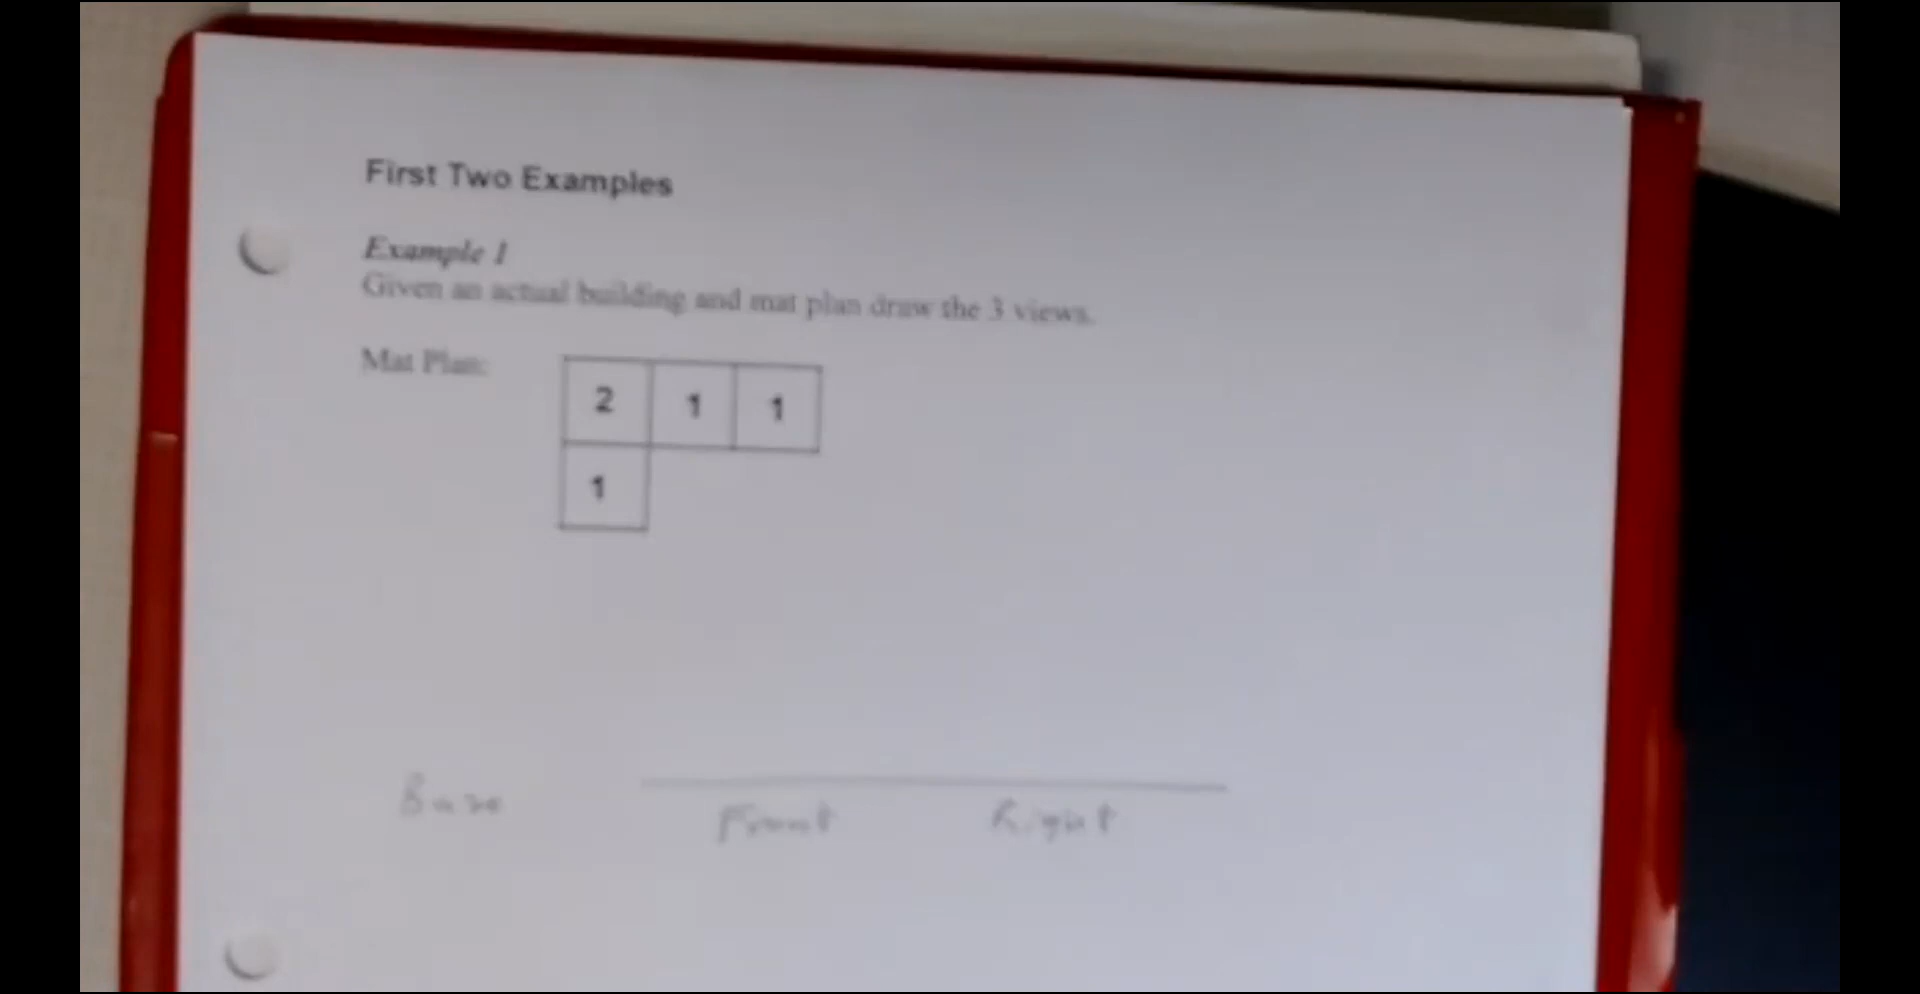 First Two Examples
Example 1
Given an actual building and mat plan draw the 3 views.
Mat Plan:
2 1 1
1
Base Front Right